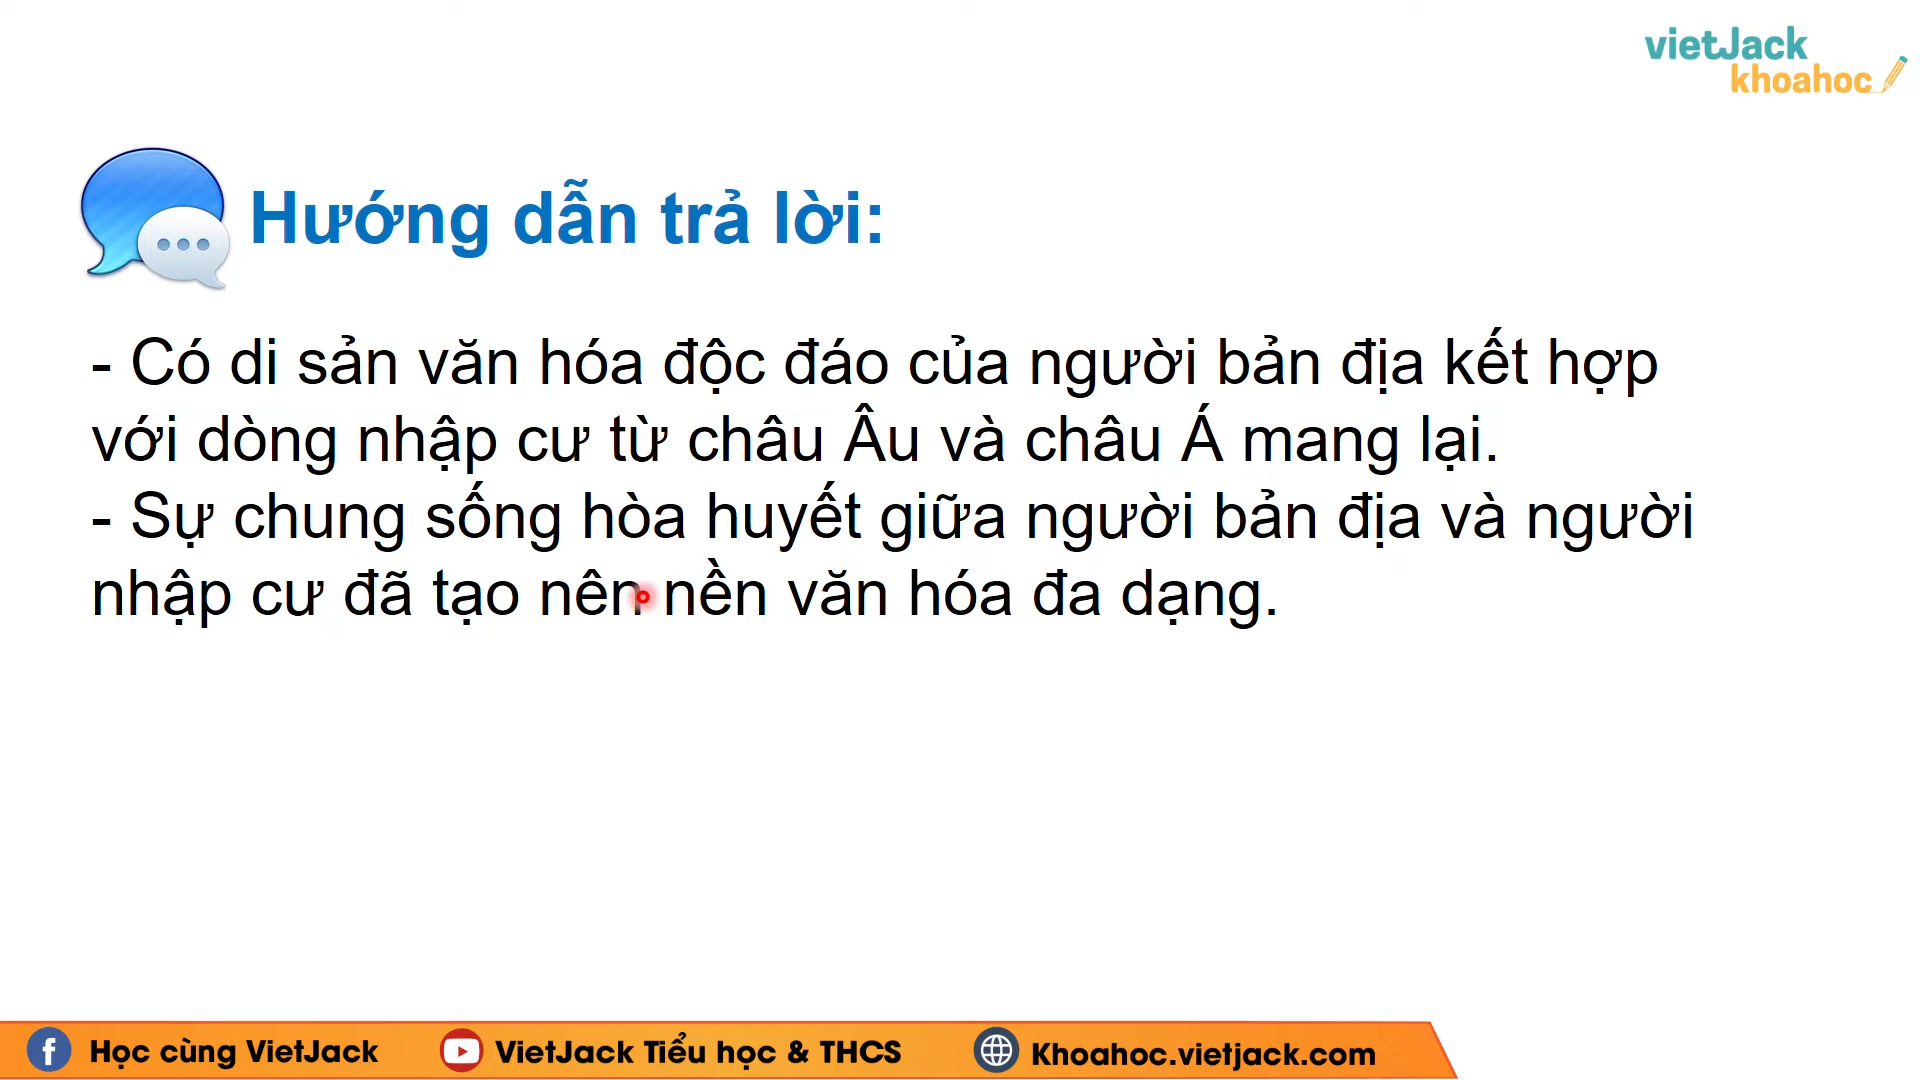 vietJack
khoahoc
Hướng dẫn trả lời:
- Có di sản văn hóa độc đáo của người bản địa kết hợp
với dòng nhập cư từ châu Âu và châu Á mang lại.
- Sự chung sống hòa huyết giữa người bản địa và người
nhập cư đã tạo nên nền văn hóa đa dạng.
Học cùng VietJack
VietJack Tiểu học & THCS
Khoahoc.vietjack.com